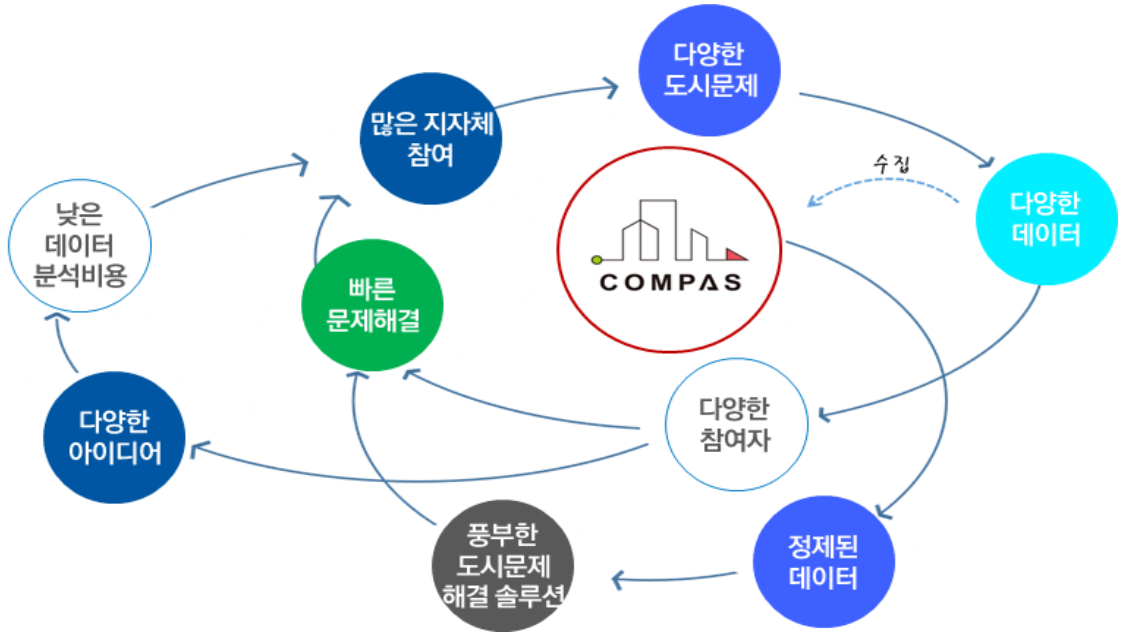 다양한
도시문제
많은 지자체
참여
수집
다양한
데이터
낮은
데이터
분석비용
COMPAS
빠른
문제해결
다양한
참여자
다양한
아이디어
풍부한
도시문제
해결 솔루션
정제된
데이터